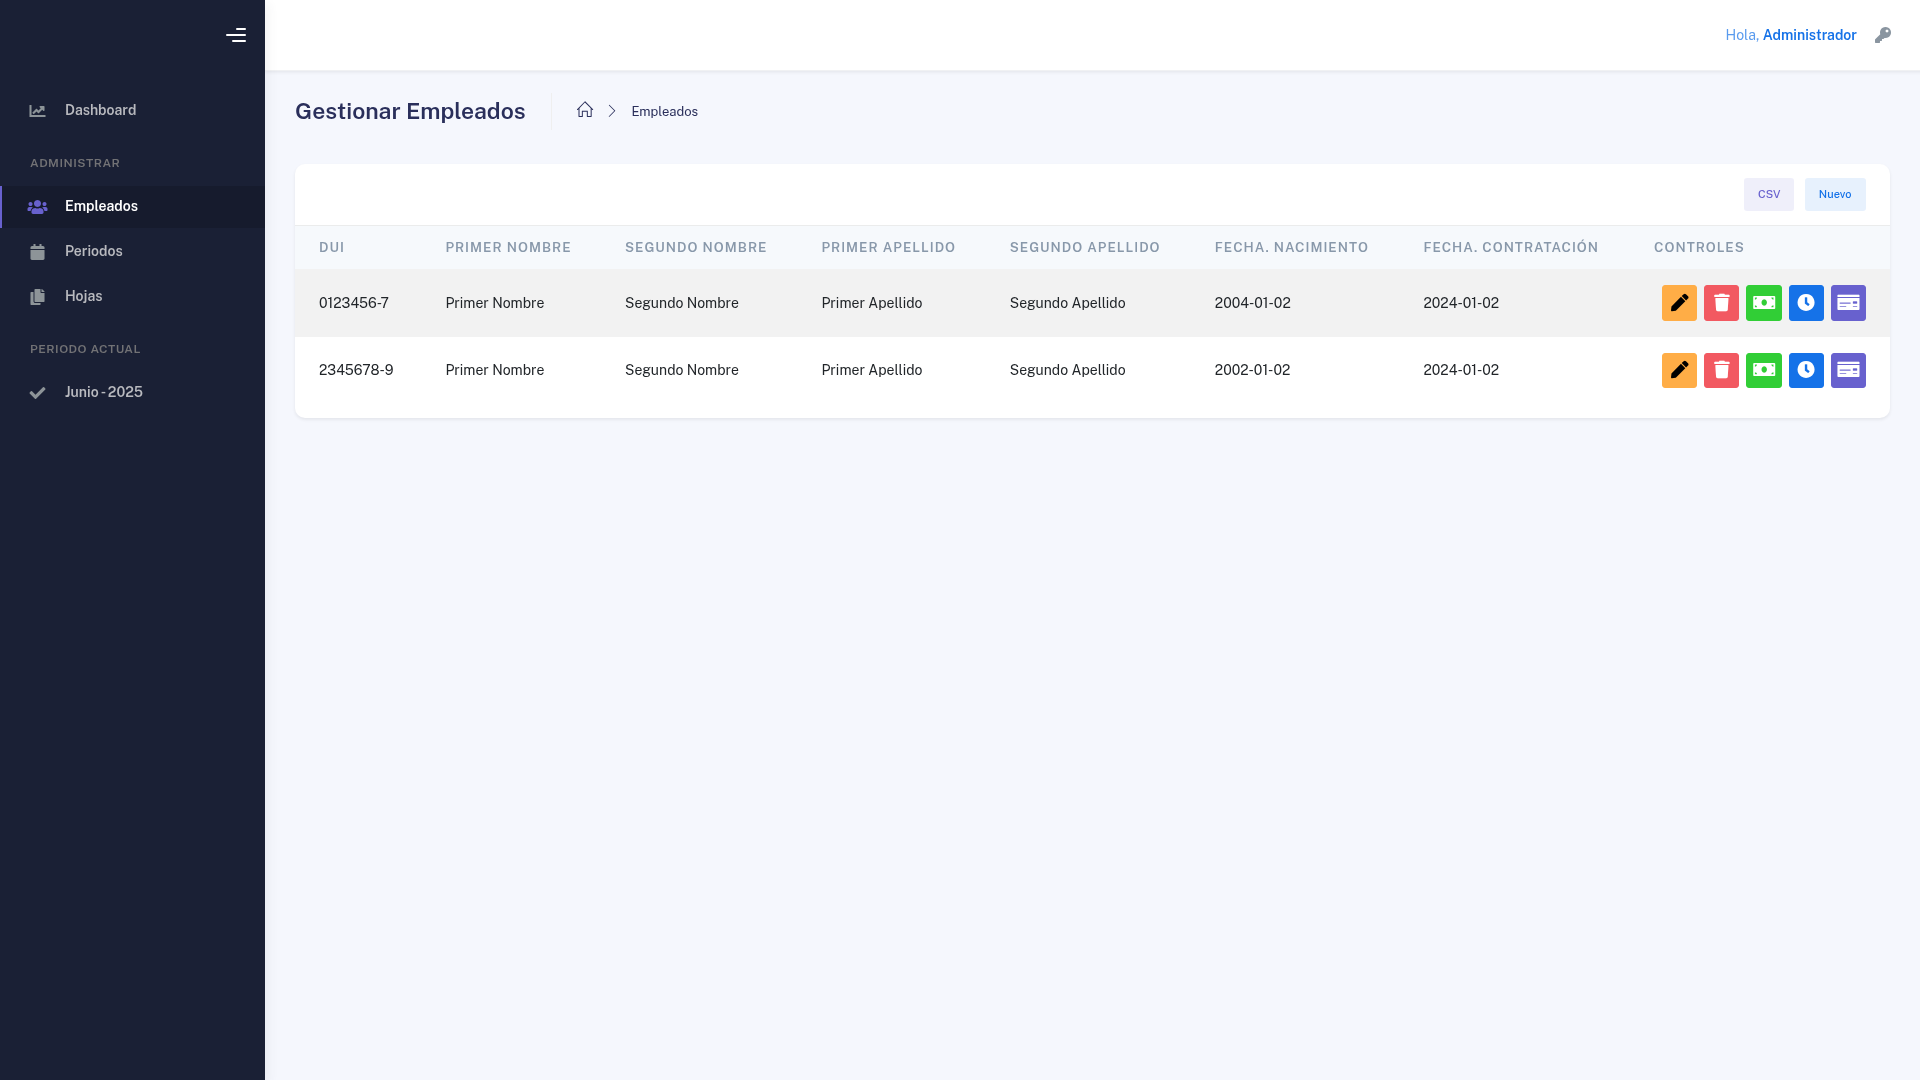 Hola, Administrador
Dashboard
ADMINISTRAR
Empleados
Periodos
Hojas
PERIODO ACTUAL
Junio - 2025
Gestionar Empleados
Empleados
CSV Nuevo
DUI PRIMER NOMBRE SEGUNDO NOMBRE PRIMER APELLIDO SEGUNDO APELLIDO FECHA. NACIMIENTO FECHA. CONTRATACIÓN CONTROLES
0123456-7 Primer Nombre Segundo Nombre Primer Apellido Segundo Apellido 2004-01-02 2024-01-02
2345678-9 Primer Nombre Segundo Nombre Primer Apellido Segundo Apellido 2002-01-02 2024-01-02